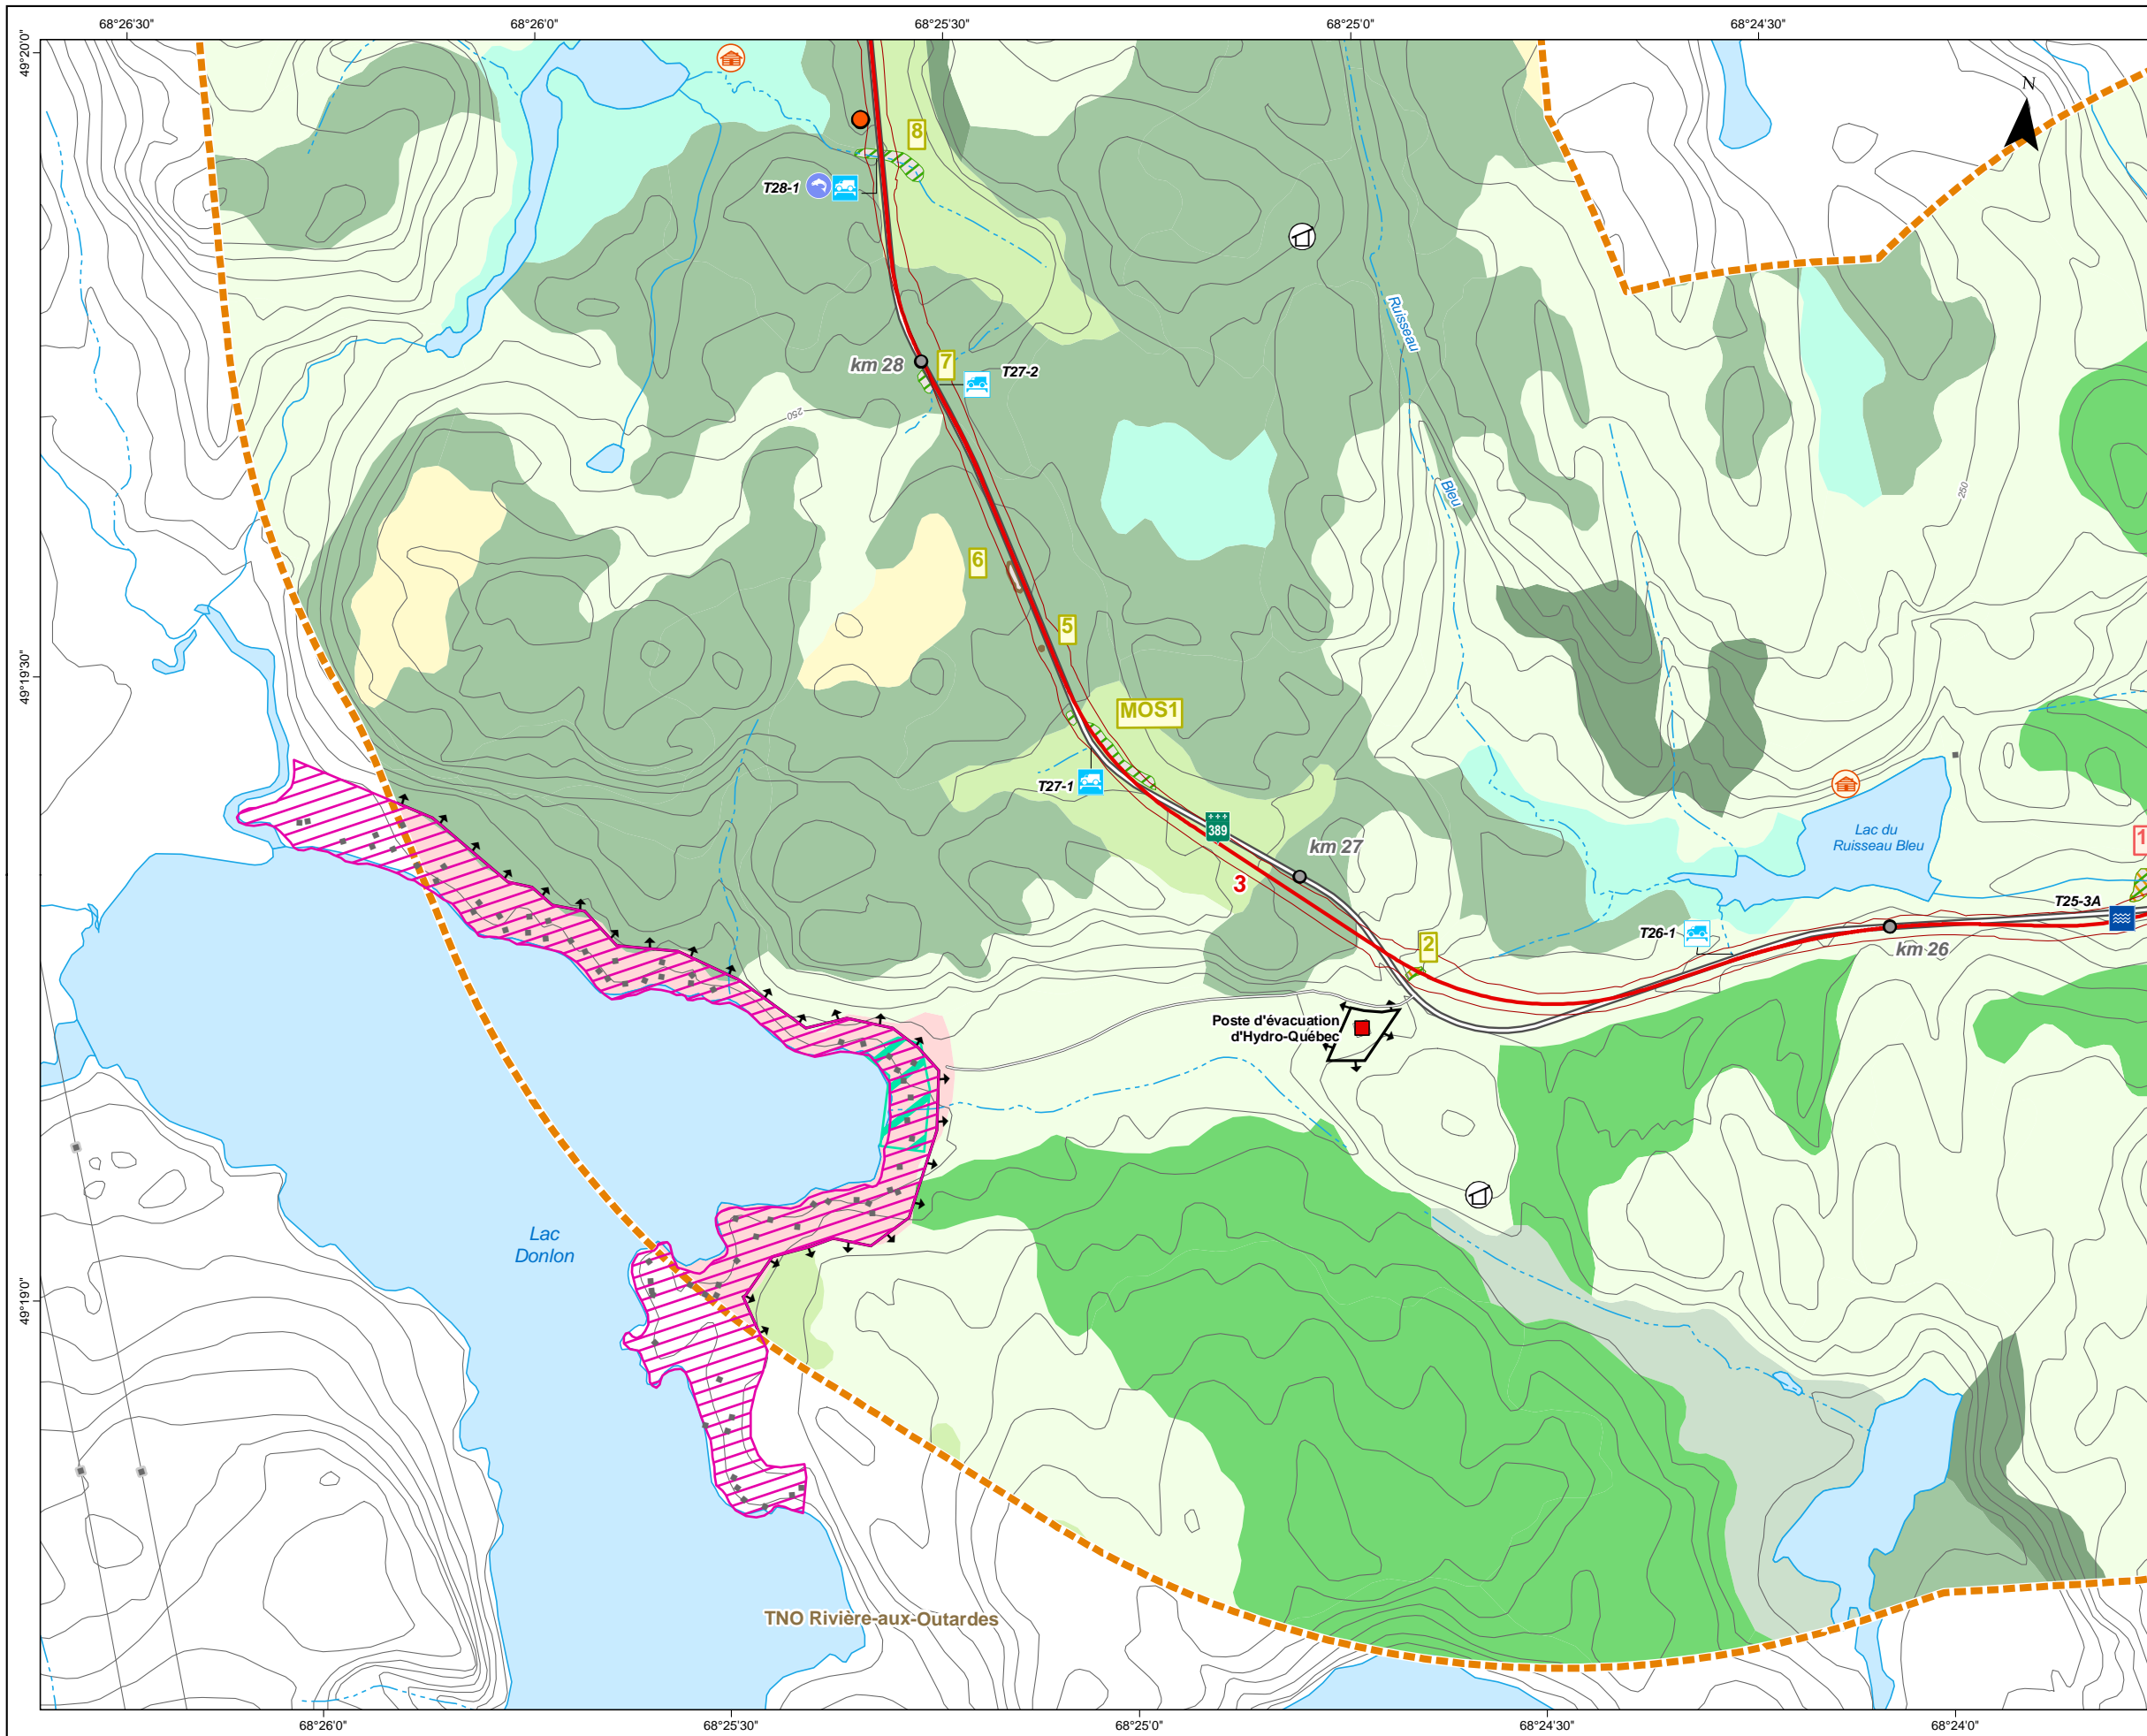 68°26'30"
68°26'0"
68°25'30"
68°25'0"
68°24'30"
49°20'0"
N
8
T28-1
Ruisseau
km 28
7
T27-2
250
250
Bleu
6
5
49°19'30"
MOS1
T27-1
389
km 27
Lac du
Ruisseau Bleu
3
1
T25-3A
2
T26-1
km 26
Poste d'évacuation
d'Hydro-Québec
Lac
Donlon
49°19'0"
TNO Rivière-aux-Outardes
68°26'0"
68°25'30"
68°25'0"
68°24'30"
68°24'0"